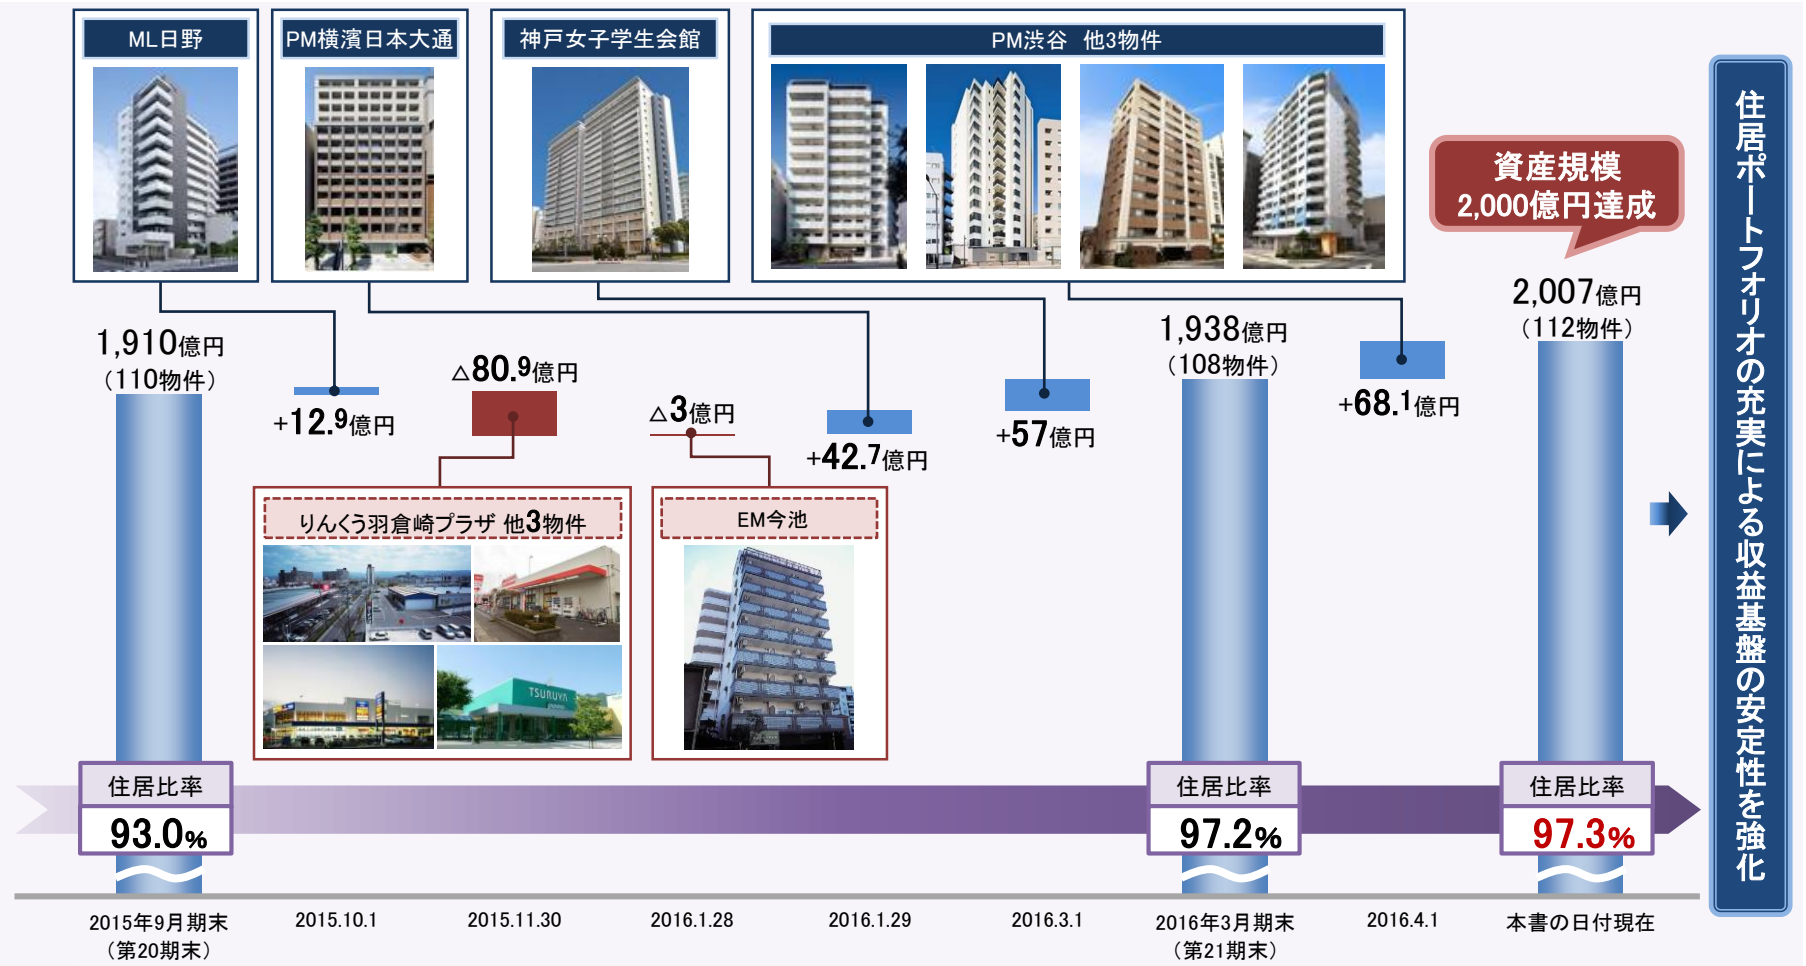 ML日野
PM横濱日本大通
神戸女子学生会館
PM渋谷 他3物件
資産規模
2,000億円達成
1,910億円
（110物件）
+12.9億円
△80.9億円
△3億円
+42.7億円
+57億円
1,938億円
（108物件）
+68.1億円
2,007億円
（112物件）
りんくう羽倉崎プラザ 他3物件
TSURUYA
EM今池
住居比率
93.0%
住居比率
97.2%
住居比率
97.3%
2015年9月期末
（第20期末）
2015.10.1
2015.11.30
2016.1.28
2016.1.29
2016.3.1
2016年3月期末
（第21期末）
2016.4.1
本書の日付現在
住居ポートフォリオの充実による収益基盤の安定性を強化